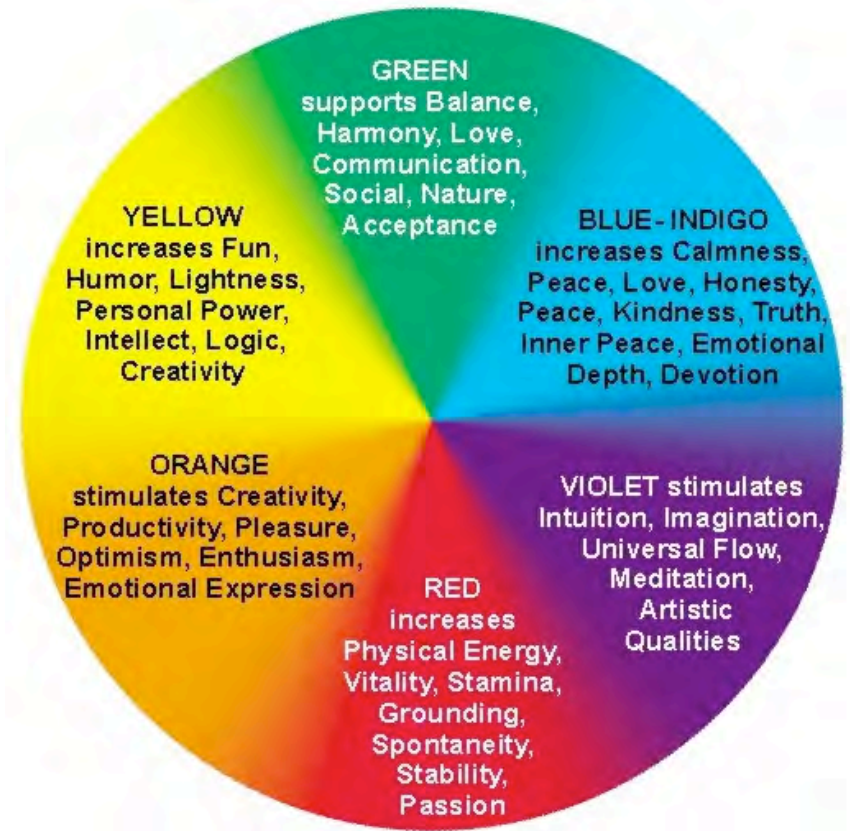 GREEN
supports Balance,
Harmony, Love,
Communication,
Social, Nature,
Acceptance
YELLOW
increases Fun,
Humor, Lightness,
Personal Power,
Intellect, Logic,
Creativity
BLUE-INDIGO
increases Calmness,
Peace, Love, Honesty,
Peace, Kindness, Truth,
Inner Peace, Emotional
Depth, Devotion
ORANGE
stimulates Creativity,
Productivity, Pleasure,
Optimism, Enthusiasm,
Emotional Expression
VIOLET stimulates
Intuition, Imagination,
Universal Flow,
Meditation,
Artistic
Qualities
RED
increases
Physical Energy,
Vitality, Stamina,
Grounding,
Spontaneity,
Stability,
Passion